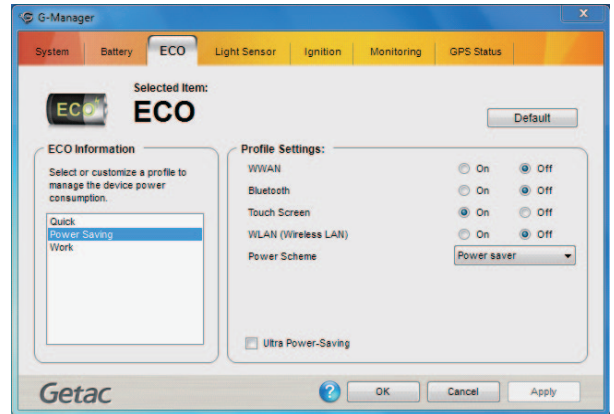 G-Manager
System Battery ECO Light Sensor Ignition Monitoring GPS Status
Selected Item:
ECO
ECO
Default
ECO Information
Select or customize a profile to
manage the device power
consumption.
Quick
Power Saving
Work
Profile Settings:
WWAN On Off
Bluetooth On Off
Touch Screen On Off
WLAN (Wireless LAN) On Off
Power Scheme Power saver
Ultra Power-Saving
Getac ? OK Cancel Apply